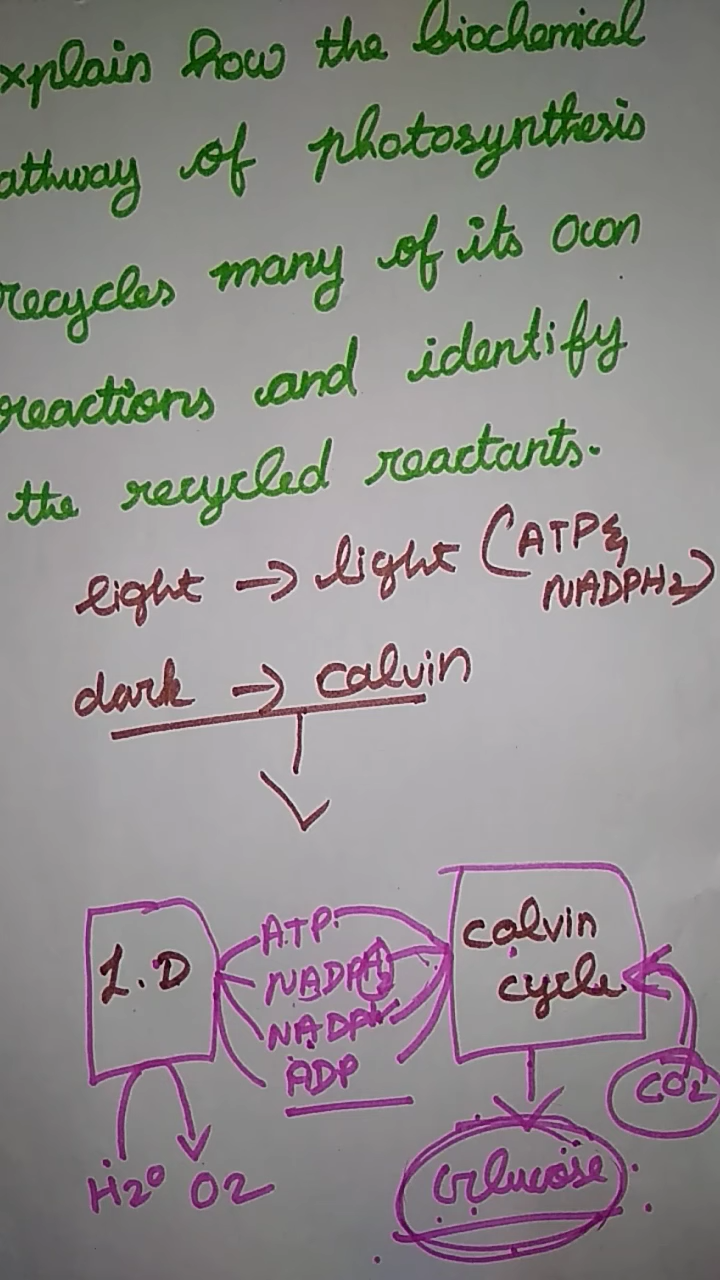 xplain how the biochemical
athway of photosynthesis
recycles many of its own
reactions and identify
the recycled reactants.
light → light (ATP &
NADPH2)
dark → calvin
L.D
ATP
NADPH
ADP
calvin
cycle
CO2
H2O O2
Glucose